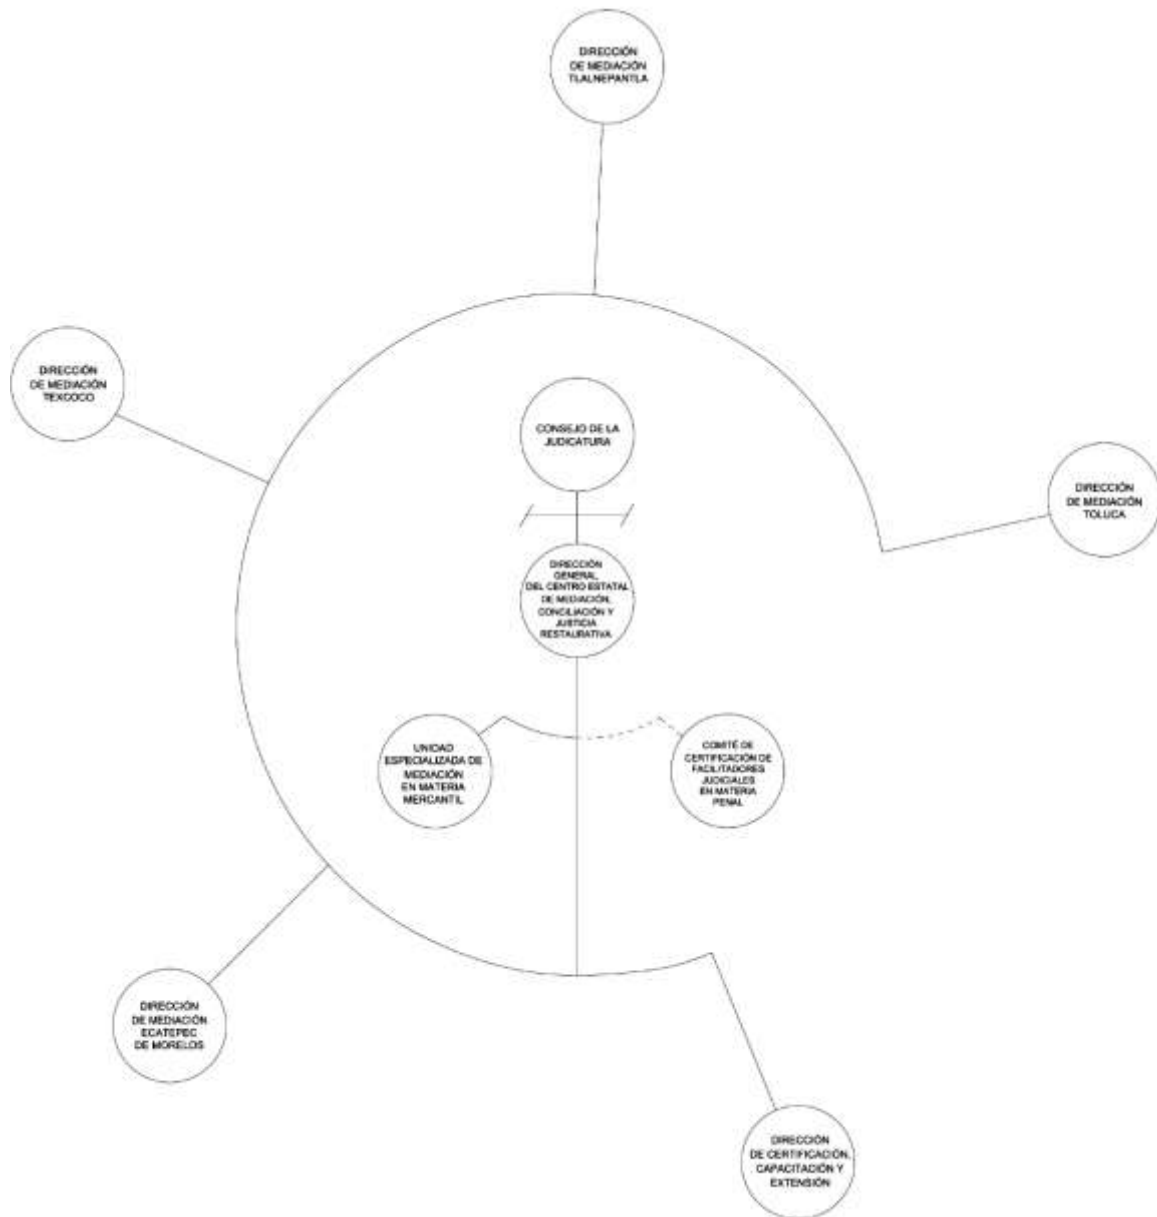 DIRECCIÓN
DE MEDIACIÓN
TLALNEPANTLA
DIRECCIÓN
DE MEDIACIÓN
TEXCOCO
CONSEJO DE LA
JUDICATURA
DIRECCIÓN
DE MEDIACIÓN
TOLUCA
DIRECCIÓN
GENERAL
DEL CENTRO ESTATAL
DE MEDIACIÓN,
CONCILIACIÓN Y
JUSTICIA
RESTAURATIVA
UNIDAD
ESPECIALIZADA DE
MEDIACIÓN
EN MATERIA
MERCANTIL
COMITÉ DE
CERTIFICACIÓN DE
FACILITADORES
JUDICIALES
EN MATERIA
PENAL
DIRECCIÓN
DE MEDIACIÓN
ECATEPEC
DE MORELOS
DIRECCIÓN
DE CERTIFICACIÓN,
CAPACITACIÓN Y
EXTENSIÓN